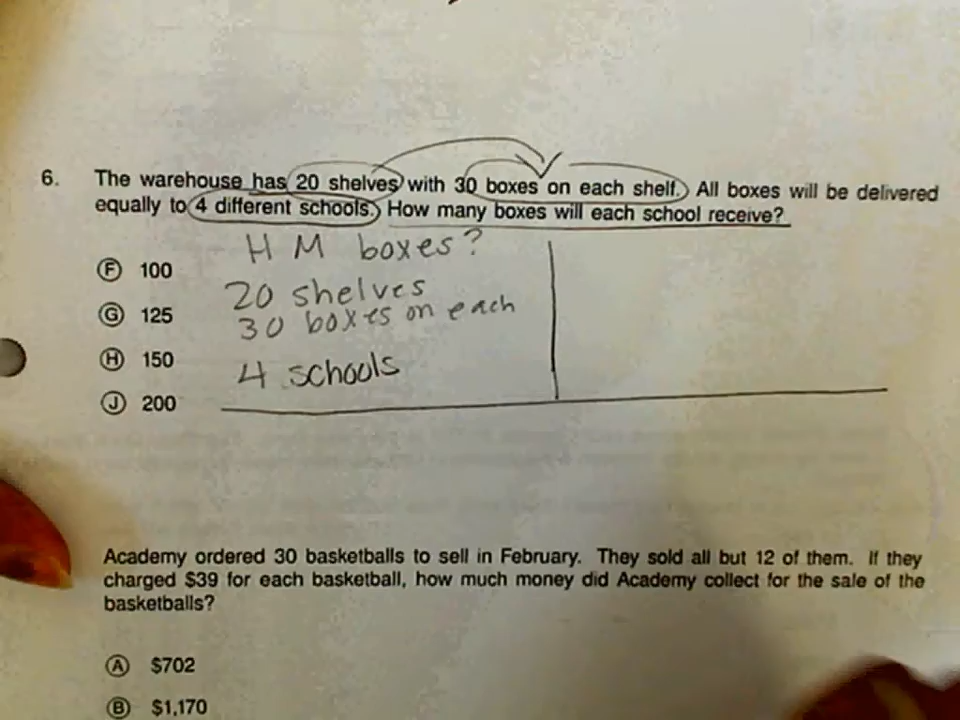 6. The warehouse has 20 shelves with 30 boxes on each shelf. All boxes will be delivered
equally to 4 different schools. How many boxes will each school receive?
H M boxes?
F 100
20 shelves
G 125
30 boxes on each
H 150
4 schools
J 200
Academy ordered 30 basketballs to sell in February. They sold all but 12 of them. If they
charged $39 for each basketball, how much money did Academy collect for the sale of the
basketballs?
A $702
B $1,170